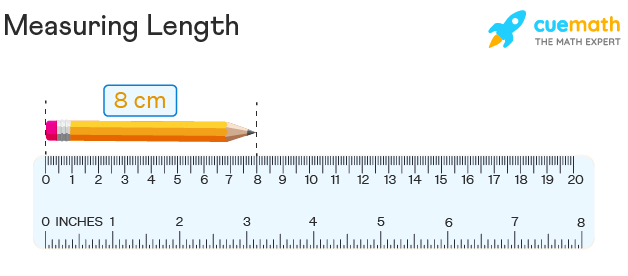 Measuring Length
cuemath
THE MATH EXPERT
8 cm
0 1 2 3 4 5 6 7 8 9 10 11 12 13 14 15 16 17 18 19 20
0 INCHES 1 2 3 4 5 6 7 8